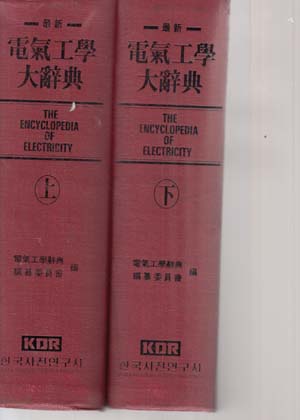 最新
電氣工學
大辭典
THE
ENCYCLOPEDIA
OF
ELECTRICITY
上
電氣工學辭典
編纂委員會 編
KDR
한국사전연구사
最新
電氣工學
大辭典
THE
ENCYCLOPEDIA
OF
ELECTRICITY
下
電氣工學辭典
編纂委員會 編
KDR
한국사전연구사